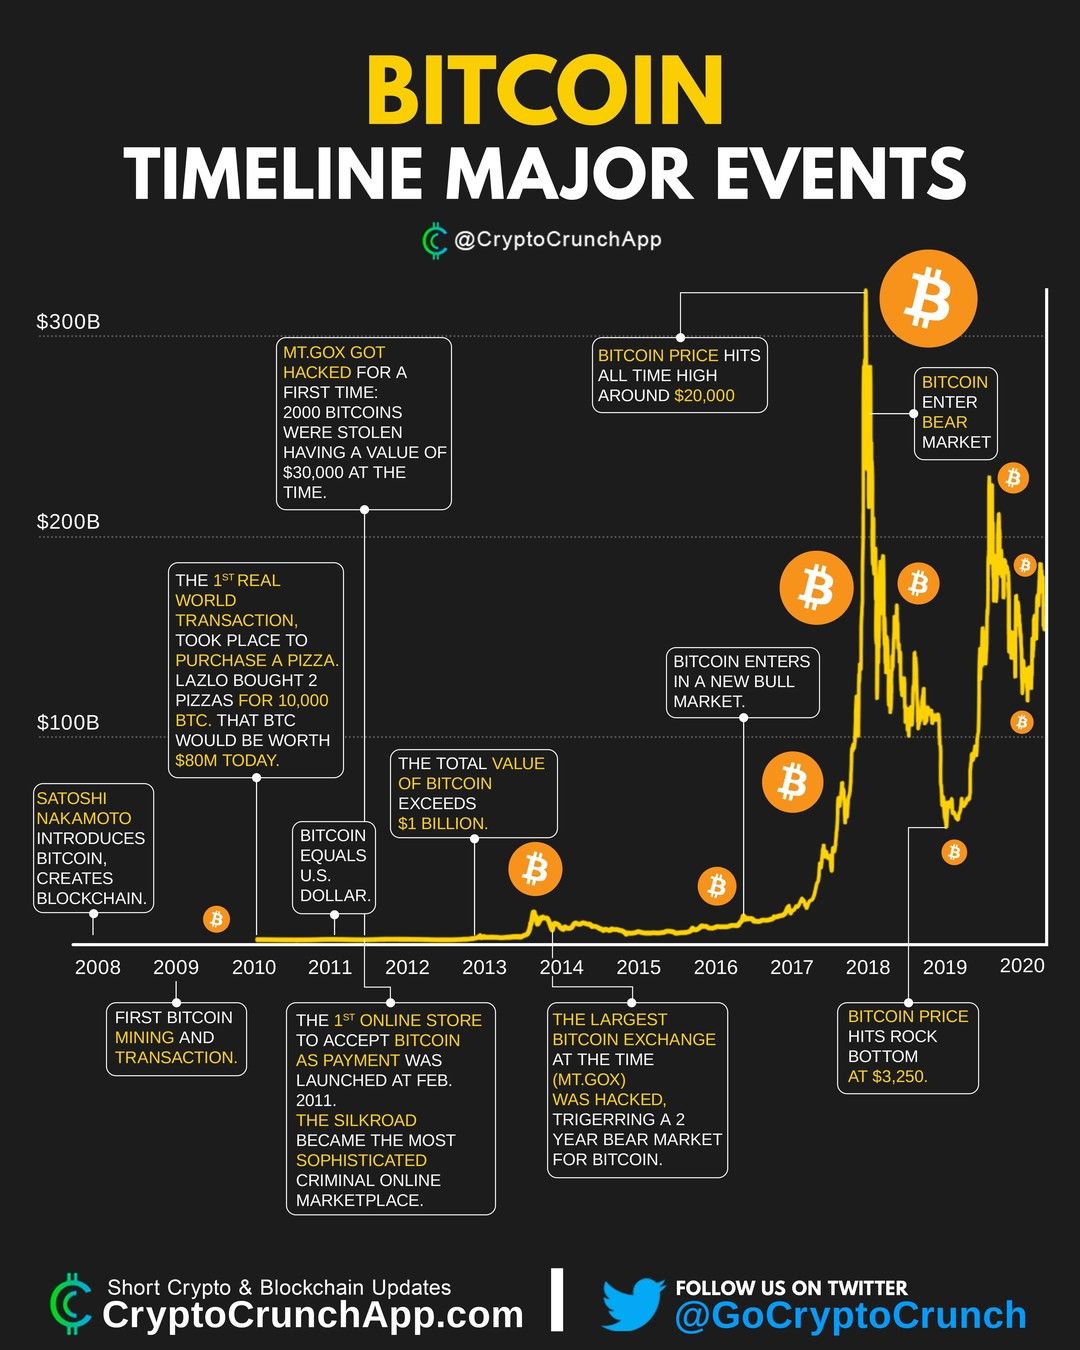 BITCOIN
TIMELINE MAJOR EVENTS
@CryptoCrunchApp
$300B
MT.GOX GOT
HACKED FOR A
FIRST TIME:
2000 BITCOINS
WERE STOLEN
HAVING A VALUE OF
$30,000 AT THE
TIME.
BITCOIN PRICE HITS
ALL TIME HIGH
AROUND $20,000
BITCOIN
ENTER
BEAR
MARKET
$200B
THE 1ST REAL
WORLD
TRANSACTION,
TOOK PLACE TO
PURCHASE A PIZZA.
LAZLO BOUGHT 2
PIZZAS FOR 10,000
BTC. THAT BTC
WOULD BE WORTH
$80M TODAY.
BITCOIN ENTERS
IN A NEW BULL
MARKET.
$100B
THE TOTAL VALUE
OF BITCOIN
EXCEEDS
$1 BILLION.
SATOSHI
NAKAMOTO
INTRODUCES
BITCOIN,
CREATES
BLOCKCHAIN.
BITCOIN
EQUALS
U.S.
DOLLAR.
2008 2009 2010 2011 2012 2013 2014 2015 2016 2017 2018 2019 2020
FIRST BITCOIN
MINING AND
TRANSACTION.
THE 1ST ONLINE STORE
TO ACCEPT BITCOIN
AS PAYMENT WAS
LAUNCHED AT FEB.
2011.
THE SILKROAD
BECAME THE MOST
SOPHISTICATED
CRIMINAL ONLINE
MARKETPLACE.
THE LARGEST
BITCOIN EXCHANGE
AT THE TIME
(MT.GOX)
WAS HACKED,
TRIGERRING A 2
YEAR BEAR MARKET
FOR BITCOIN.
BITCOIN PRICE
HITS ROCK
BOTTOM
AT $3,250.
Short Crypto & Blockchain Updates
CryptoCrunchApp.com
FOLLOW US ON TWITTER
@GoCryptoCrunch